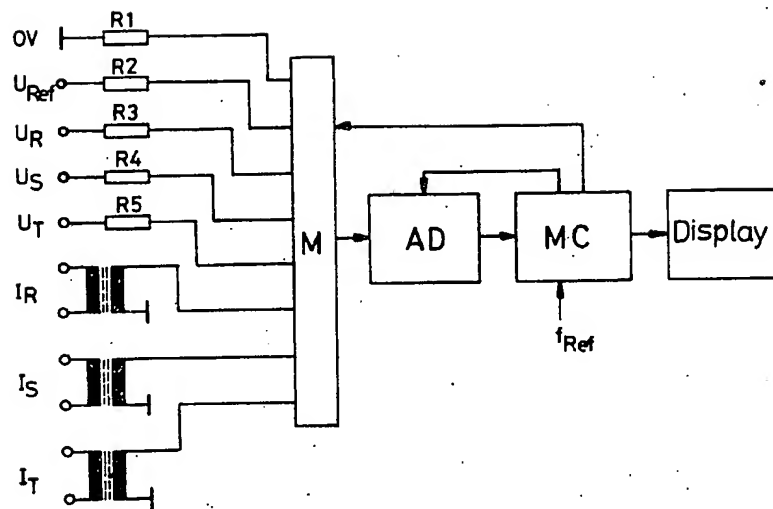 R1
0V
R2
U_Ref
R3
U_R
R4
U_S
R5
U_T
M
AD
MC
Display
I_R
f_Ref
I_S
I_T